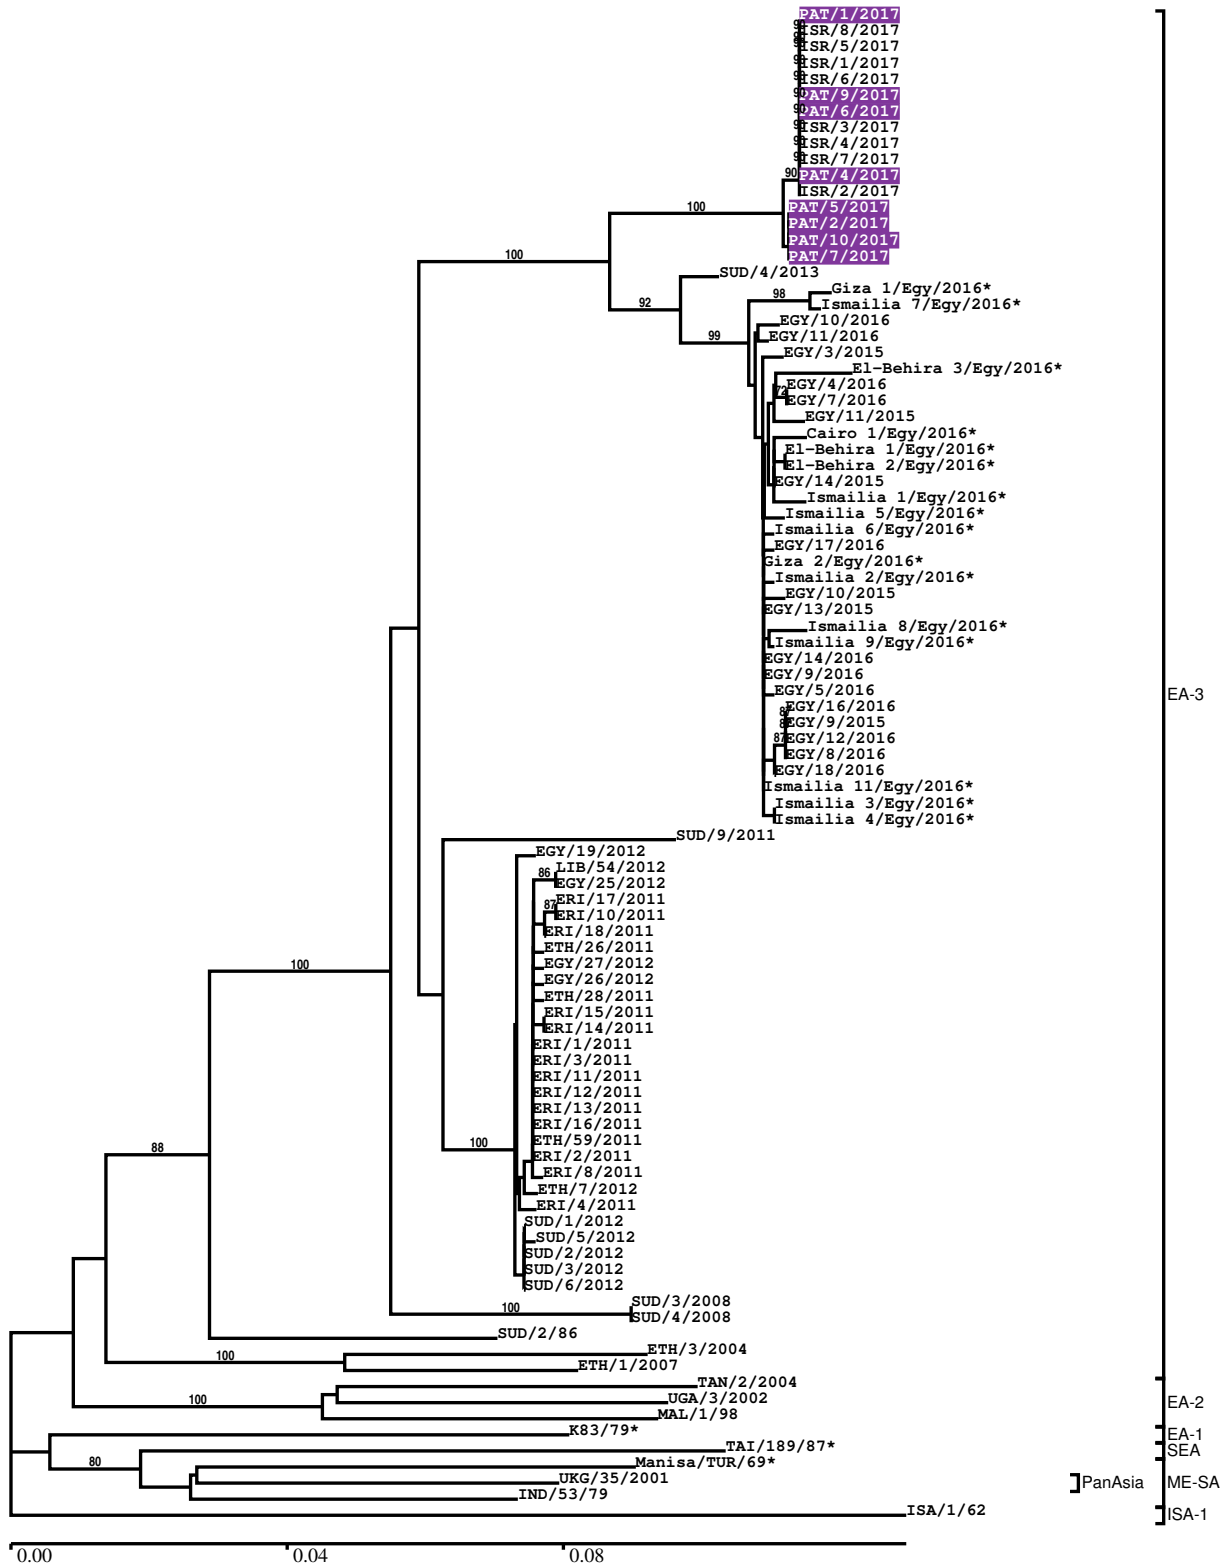 PAT/1/2017
ISR/8/2017
ISR/5/2017
ISR/1/2017
ISR/6/2017
PAT/9/2017
PAT/6/2017
ISR/3/2017
ISR/4/2017
ISR/7/2017
90 PAT/4/2017
ISR/2/2017
100 PAT/5/2017
PAT/2/2017
PAT/10/2017
100 PAT/7/2017
SUD/4/2013
98 Giza 1/Egy/2016*
92 Ismailia 7/Egy/2016*
EGY/10/2016
99 EGY/11/2016
EGY/3/2015
El-Behira 3/Egy/2016*
EGY/4/2016
72 EGY/7/2016
EGY/11/2015
Cairo 1/Egy/2016*
El-Behira 1/Egy/2016*
El-Behira 2/Egy/2016*
EGY/14/2015
Ismailia 1/Egy/2016*
Ismailia 5/Egy/2016*
Ismailia 6/Egy/2016*
EGY/17/2016
Giza 2/Egy/2016*
Ismailia 2/Egy/2016*
EGY/10/2015
EGY/13/2015
Ismailia 8/Egy/2016*
Ismailia 9/Egy/2016*
EGY/14/2016
EGY/9/2016
EGY/5/2016 EA-3
EGY/16/2016
EGY/9/2015
87 EGY/12/2016
EGY/8/2016
EGY/18/2016
Ismailia 11/Egy/2016*
Ismailia 3/Egy/2016*
Ismailia 4/Egy/2016*
SUD/9/2011
EGY/19/2012
LIB/54/2012
86 EGY/25/2012
ERI/17/2011
87 ERI/10/2011
ERI/18/2011
ETH/26/2011
100 EGY/27/2012
EGY/26/2012
ETH/28/2011
ERI/15/2011
ERI/14/2011
ERI/1/2011
ERI/3/2011
ERI/11/2011
ERI/12/2011
ERI/13/2011
ERI/16/2011
100 ETH/59/2011
88 ERI/2/2011
ERI/8/2011
ETH/7/2012
ERI/4/2011
SUD/1/2012
SUD/5/2012
SUD/2/2012
SUD/3/2012
SUD/6/2012
SUD/3/2008
100 SUD/4/2008
SUD/2/86
ETH/3/2004
100 ETH/1/2007
TAN/2/2004
100 UGA/3/2002 EA-2
MAL/1/98
K83/79* EA-1
TAI/189/87* SEA
80 Manisa/TUR/69*
UKG/35/2001 PanAsia ME-SA
IND/53/79
ISA/1/62 ISA-1
0.00 0.04 0.08